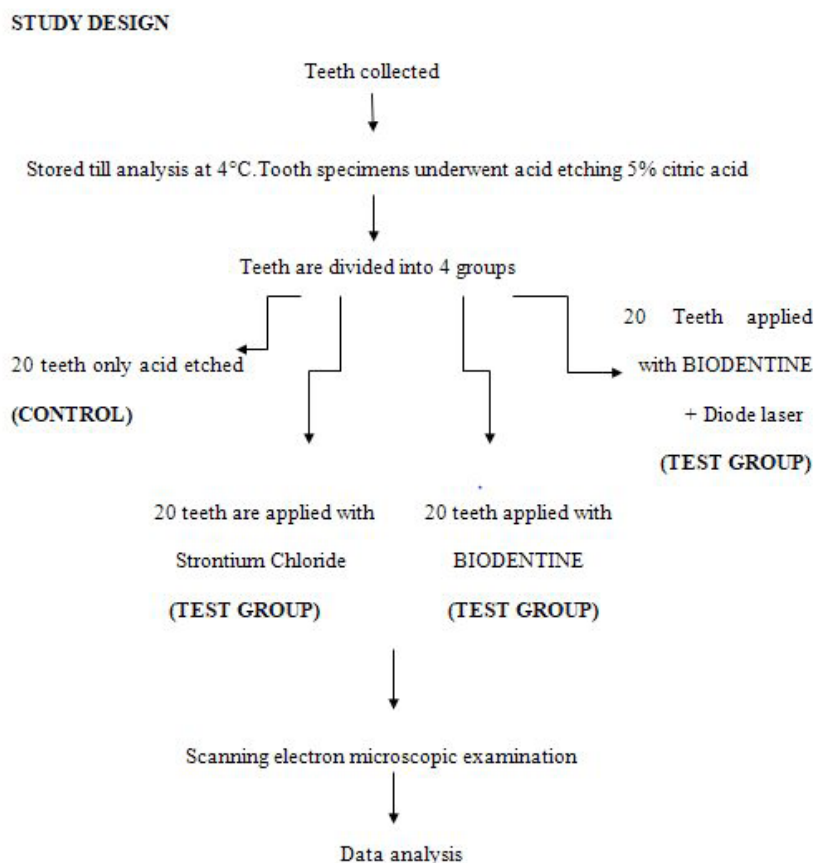 STUDY DESIGN
Teeth collected
Stored till analysis at 4°C.Tooth specimens underwent acid etching 5% citric acid
Teeth are divided into 4 groups
20 teeth only acid etched
(CONTROL)
20 Teeth applied
with BIODENTINE
+ Diode laser
(TEST GROUP)
20 teeth are applied with
Strontium Chloride
(TEST GROUP)
20 teeth applied with
BIODENTINE
(TEST GROUP)
Scanning electron microscopic examination
Data analysis